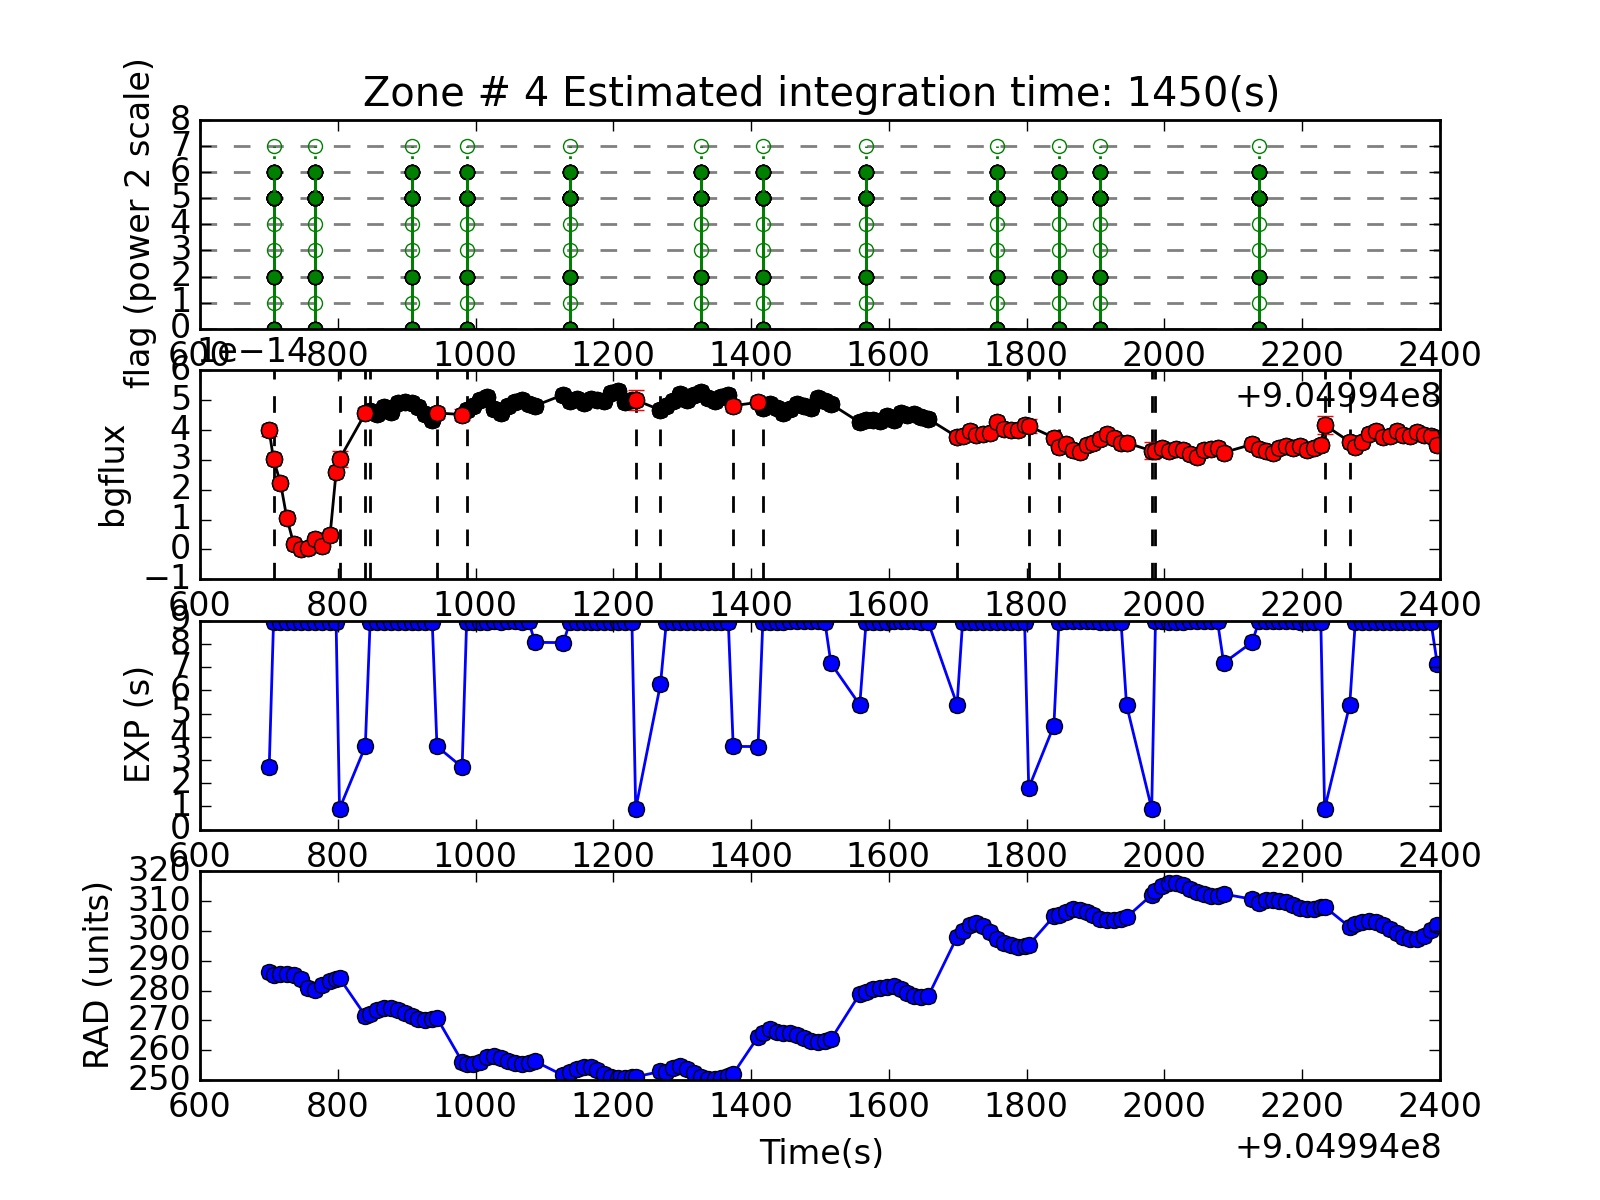 Zone # 4 Estimated integration time: 1450(s)
flag (power 2 scale)
8
7
6
5
4
3
2
1
0
600 800 1000 1200 1400 1600 1800 2000 2200 2400
1e−14
+9.04994e8
bgflux
6
5
4
3
2
1
0
−1
600 800 1000 1200 1400 1600 1800 2000 2200 2400
EXP (s)
9
8
7
6
5
4
3
2
1
0
600 800 1000 1200 1400 1600 1800 2000 2200 2400
RAD (units)
320
310
300
290
280
270
260
250
600 800 1000 1200 1400 1600 1800 2000 2200 2400
Time(s)
+9.04994e8